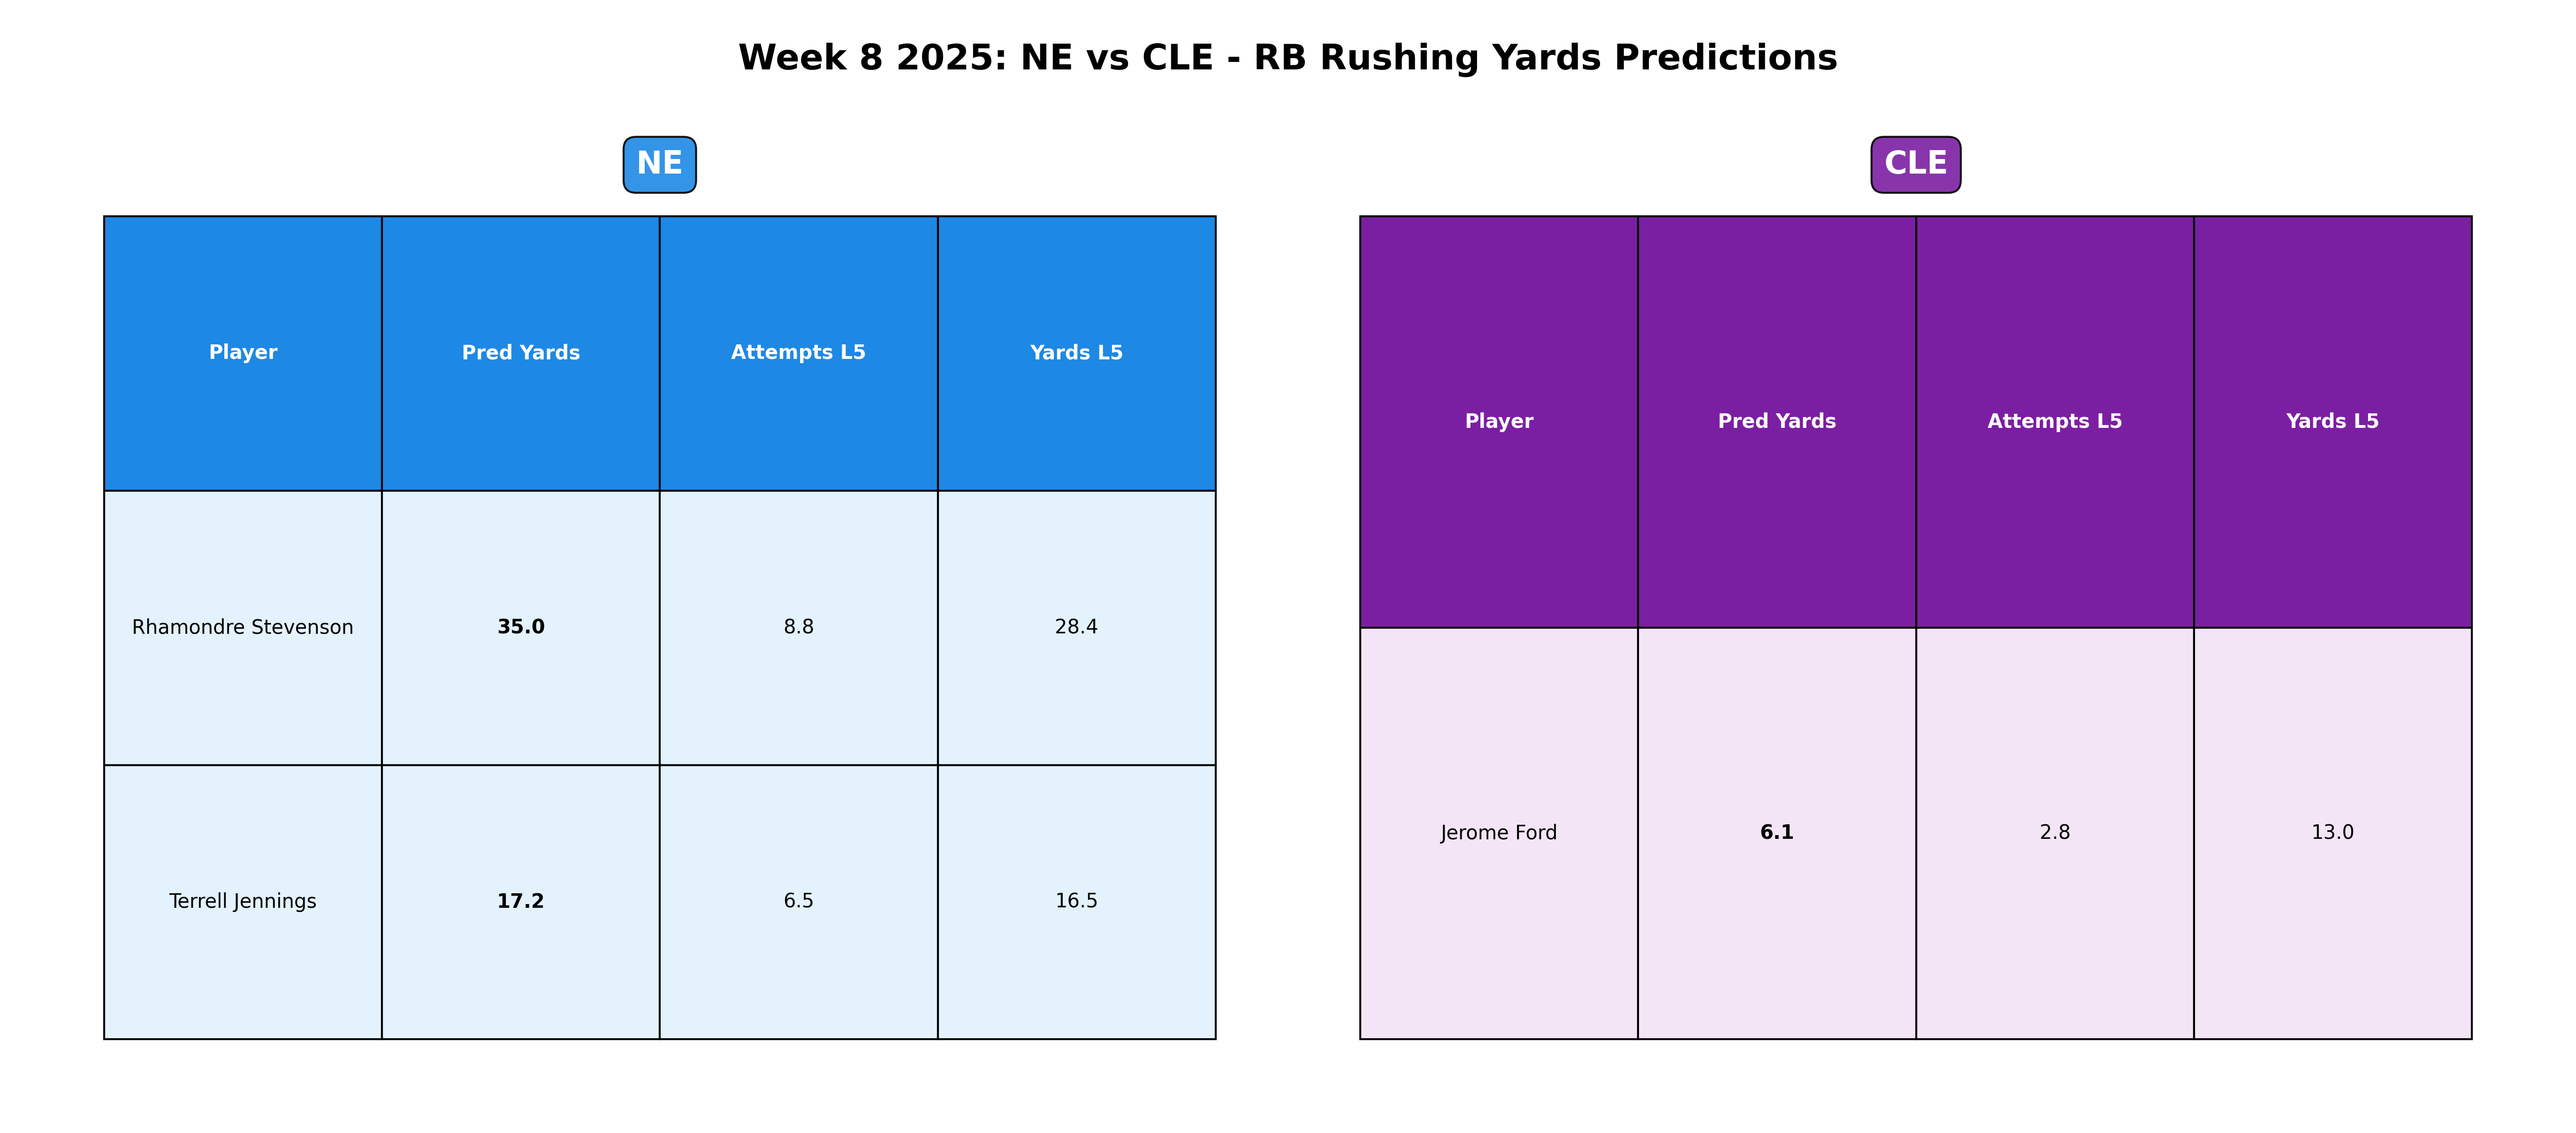 Week 8 2025: NE vs CLE - RB Rushing Yards Predictions
NE
Player Pred Yards Attempts L5 Yards L5
Rhamondre Stevenson 35.0 8.8 28.4
Terrell Jennings 17.2 6.5 16.5
CLE
Player Pred Yards Attempts L5 Yards L5
Jerome Ford 6.1 2.8 13.0